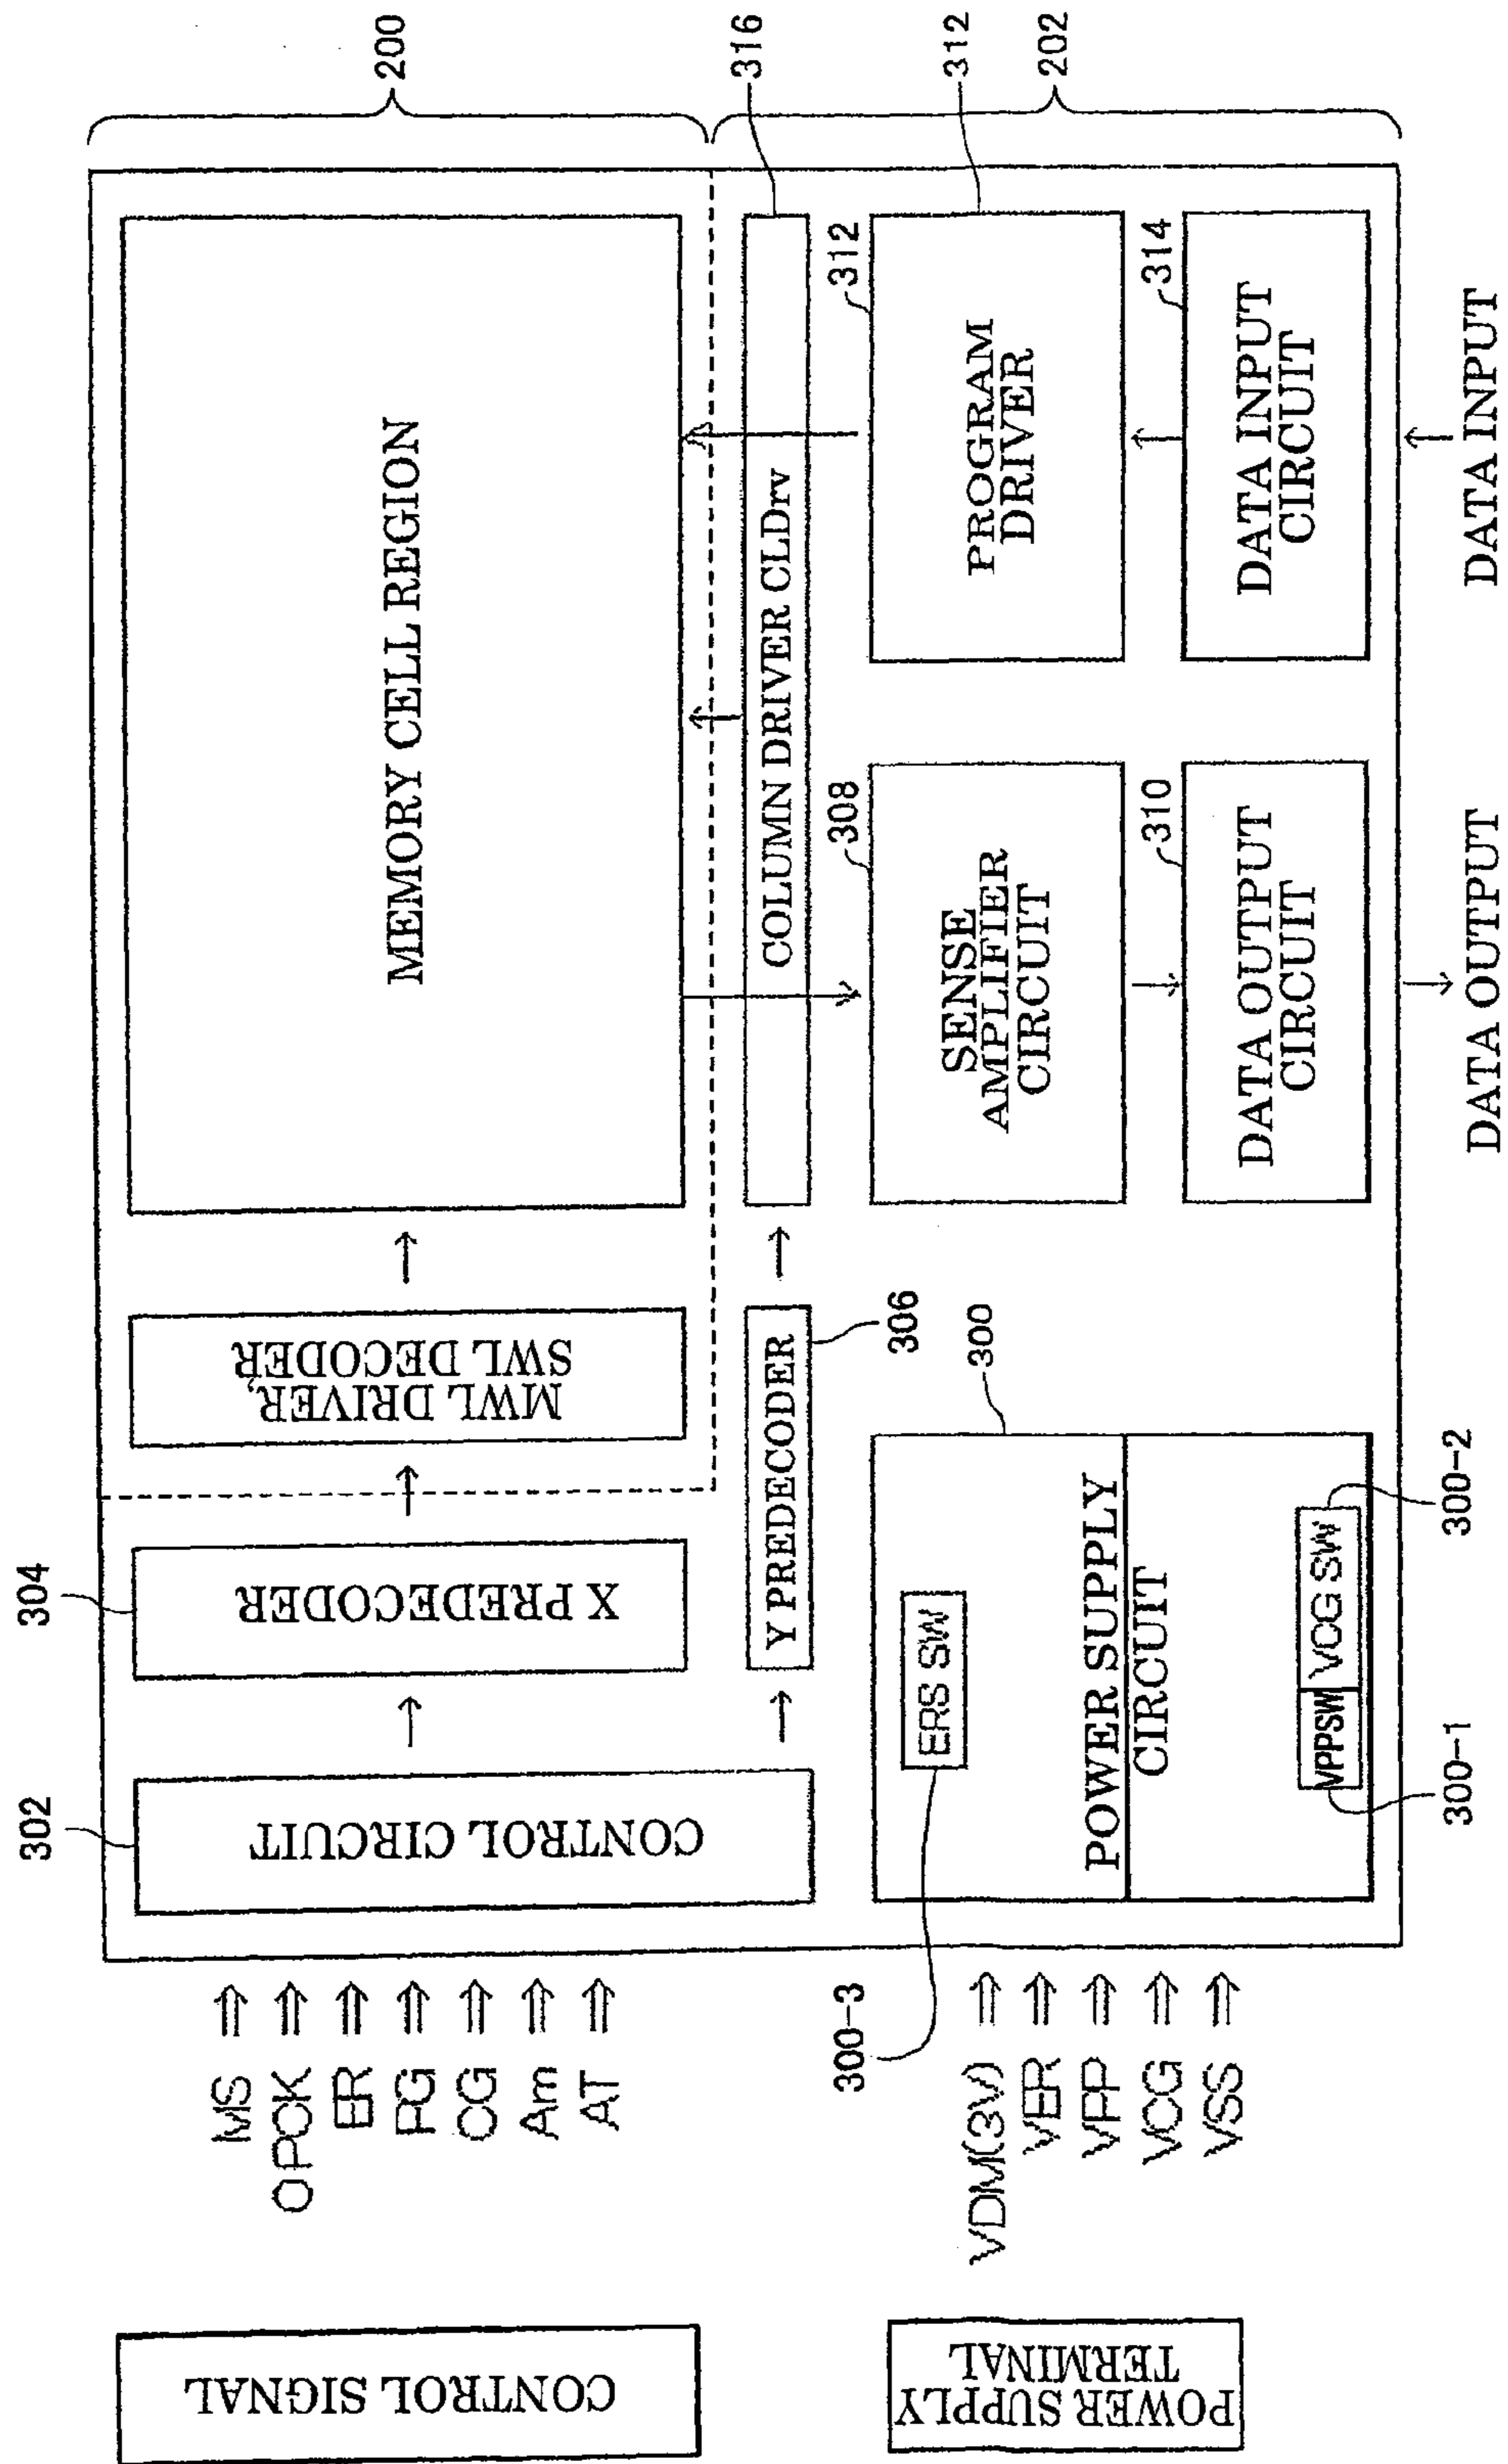 200
316
312
202
MEMORY CELL REGION
MWL DRIVER,
SWL DECODER
X PREDECODER
304
CONTROL CIRCUIT
302
COLUMN DRIVER CLDrv
Y PREDECODER
306
PROGRAM
DRIVER
312
DATA INPUT
CIRCUIT
314
DATA INPUT
SENSE
AMPLIFIER
CIRCUIT
308
DATA OUTPUT
CIRCUIT
310
DATA OUTPUT
300
POWER SUPPLY
CIRCUIT
ERS SW
300-3
VPPSW
300-1
VCG SW
300-2
MS ⇒
OPCK ⇒
ER ⇒
PG ⇒
CG ⇒
Am ⇒
AT ⇒
VDM(3V) ⇒
VER ⇒
VPP ⇒
VCG ⇒
VSS ⇒
CONTROL SIGNAL
POWER SUPPLY
TERMINAL